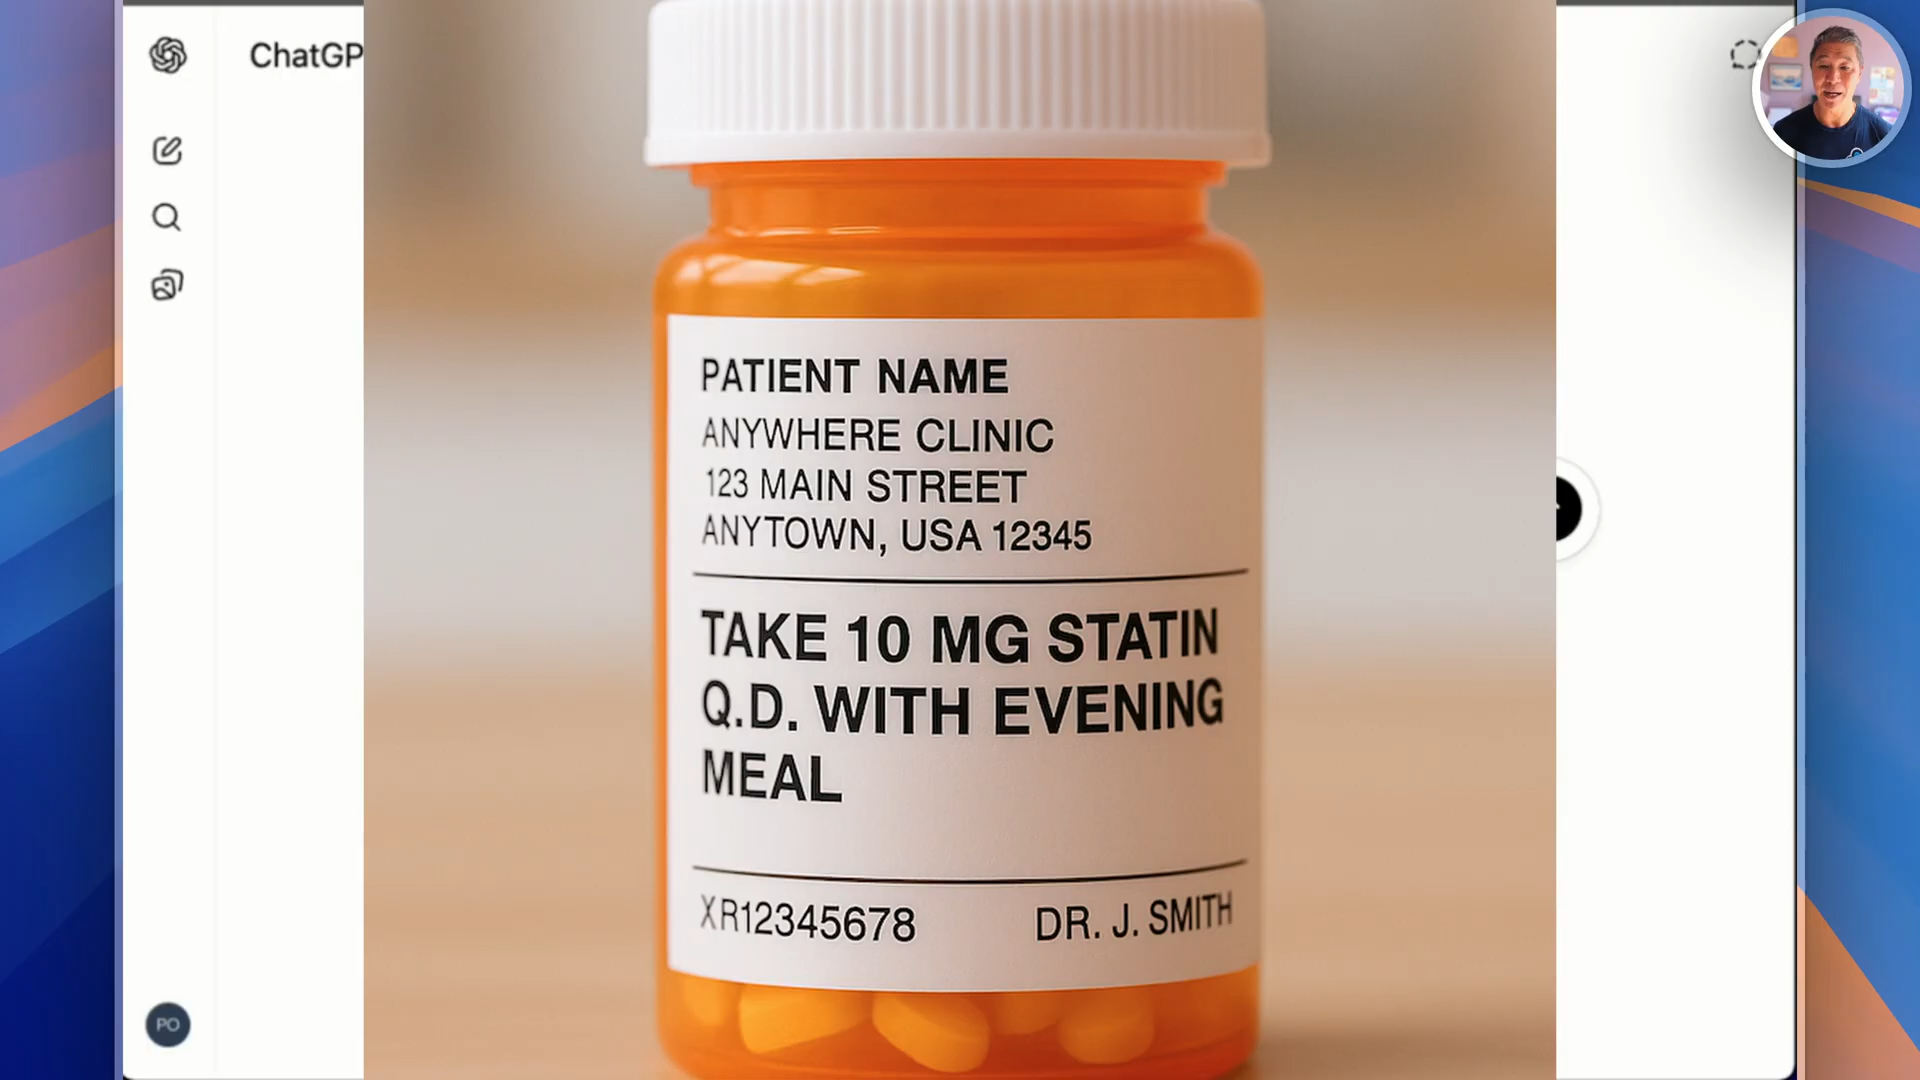 ChatGP
PATIENT NAME
ANYWHERE CLINIC
123 MAIN STREET
ANYTOWN, USA 12345
TAKE 10 MG STATIN
Q.D. WITH EVENING
MEAL
XR12345678 DR. J. SMITH
PO